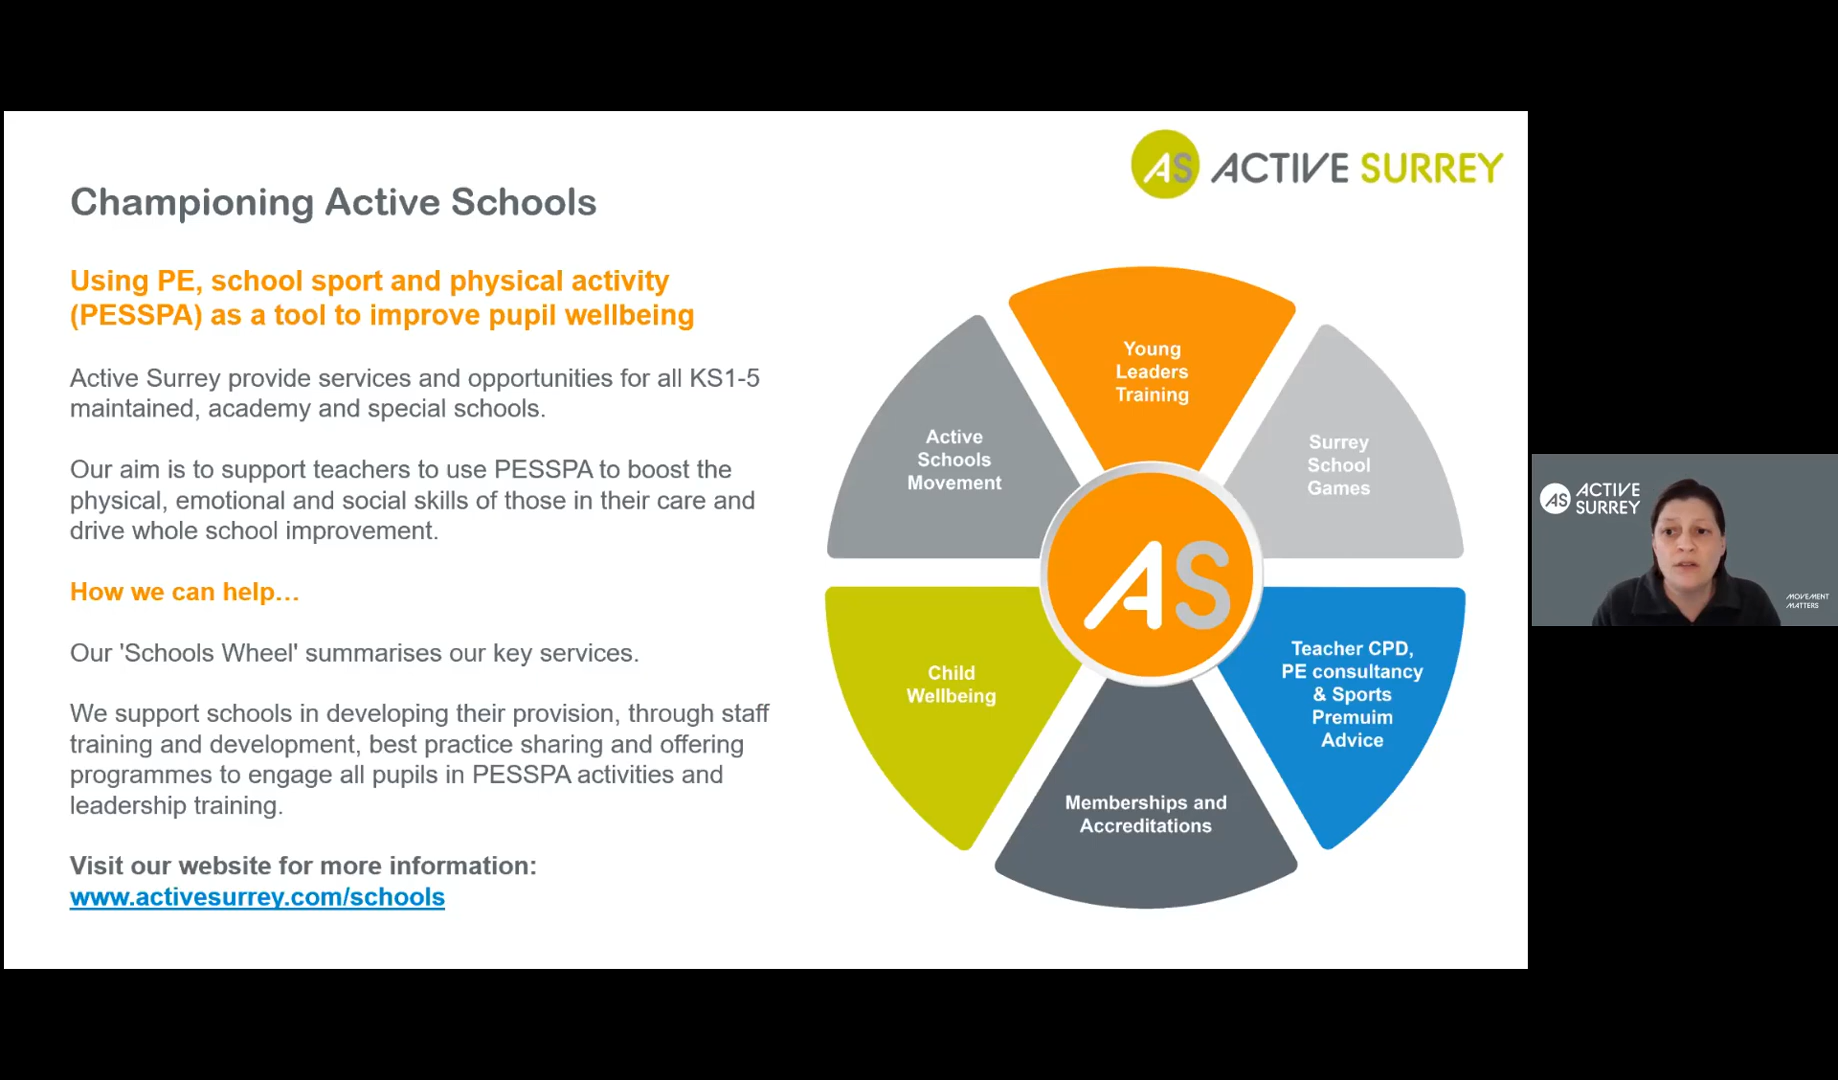 AS ACTIVE SURREY
Championing Active Schools
Using PE, school sport and physical activity
(PESSPA) as a tool to improve pupil wellbeing
Active Surrey provide services and opportunities for all KS1-5
maintained, academy and special schools.
Our aim is to support teachers to use PESSPA to boost the
physical, emotional and social skills of those in their care and
drive whole school improvement.
How we can help...
Our 'Schools Wheel' summarises our key services.
We support schools in developing their provision, through staff
training and development, best practice sharing and offering
programmes to engage all pupils in PESSPA activities and
leadership training.
Visit our website for more information:
www.activesurrey.com/schools
Young
Leaders
Training
Surrey
School
Games
Teacher CPD,
PE consultancy
& Sports
Premuim
Advice
Memberships and
Accreditations
Child
Wellbeing
Active
Schools
Movement
AS
AS ACTIVE
SURREY
MOVEMENT
MATTERS